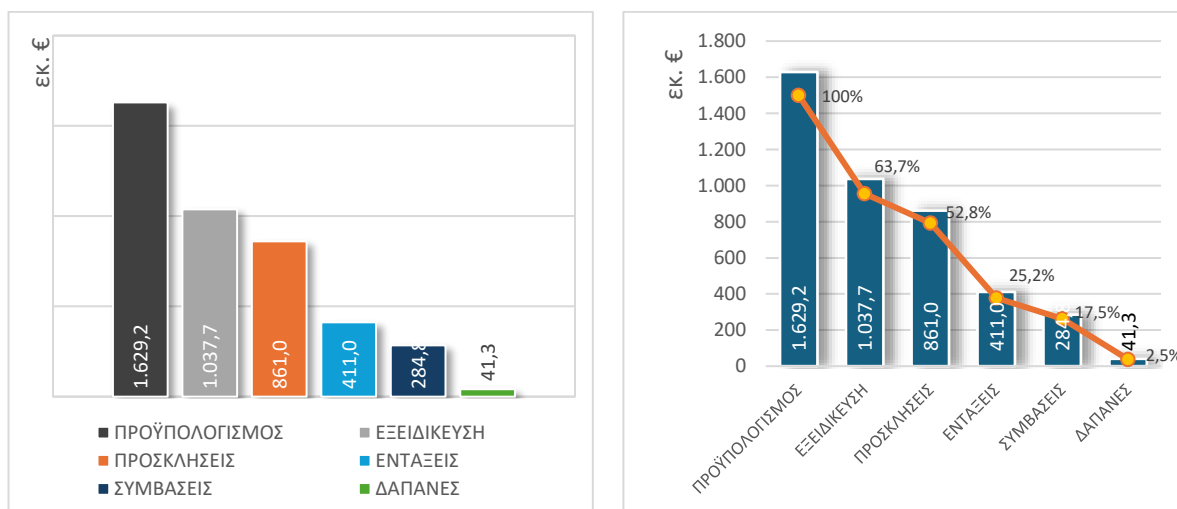 εκ. €
1.629,2
1.037,7
861,0
411,0
284,8
41,3
ΠΡΟΫΠΟΛΟΓΙΣΜΟΣ
ΕΞΕΙΔΙΚΕΥΣΗ
ΠΡΟΣΚΛΗΣΕΙΣ
ΕΝΤΑΞΕΙΣ
ΣΥΜΒΑΣΕΙΣ
ΔΑΠΑΝΕΣ
εκ. €
1.800
1.600
1.400
1.200
1.000
800
600
400
200
0
100%
63,7%
52,8%
25,2%
17,5%
2,5%
1.629,2
1.037,7
861,0
411,0
284
41,3
ΠΡΟΫΠΟΛΟΓΙΣΜΟΣ
ΕΞΕΙΔΙΚΕΥΣΗ
ΠΡΟΣΚΛΗΣΕΙΣ
ΕΝΤΑΞΕΙΣ
ΣΥΜΒΑΣΕΙΣ
ΔΑΠΑΝΕΣ